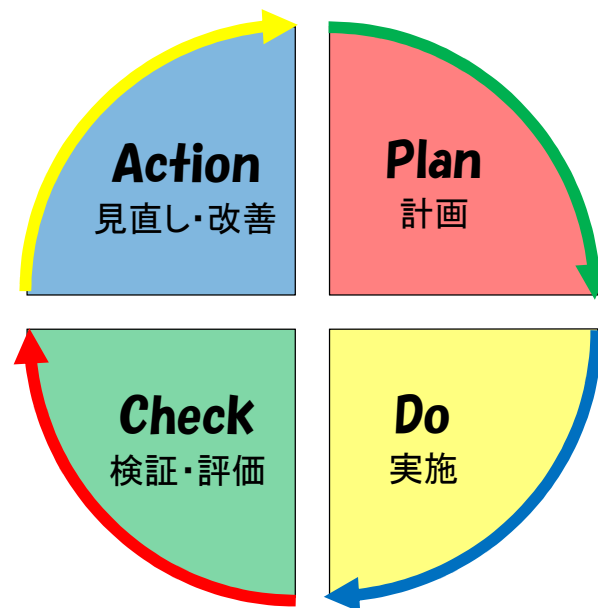 Action
見直し・改善
Plan
計画
Check
検証・評価
Do
実施